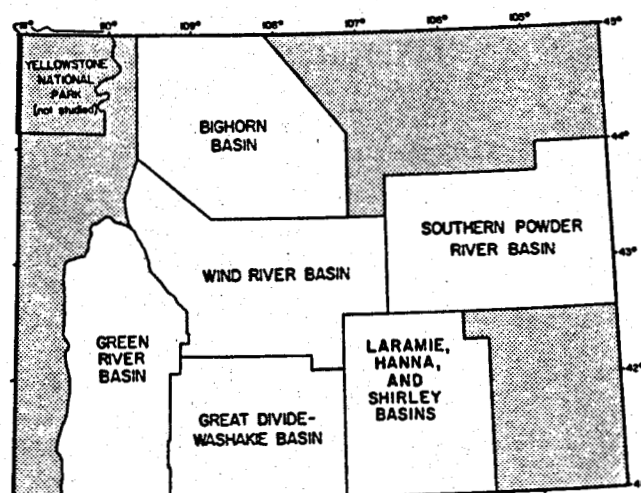 110°
109°
108°
107°
106°
105°
45°
YELLOWSTONE
NATIONAL
PARK
(not studied)
BIGHORN
BASIN
44°
SOUTHERN POWDER
RIVER BASIN
43°
WIND RIVER BASIN
GREEN
RIVER
BASIN
LARAMIE,
HANNA,
AND
SHIRLEY
BASINS
42°
GREAT DIVIDE-
WASHAKIE BASIN